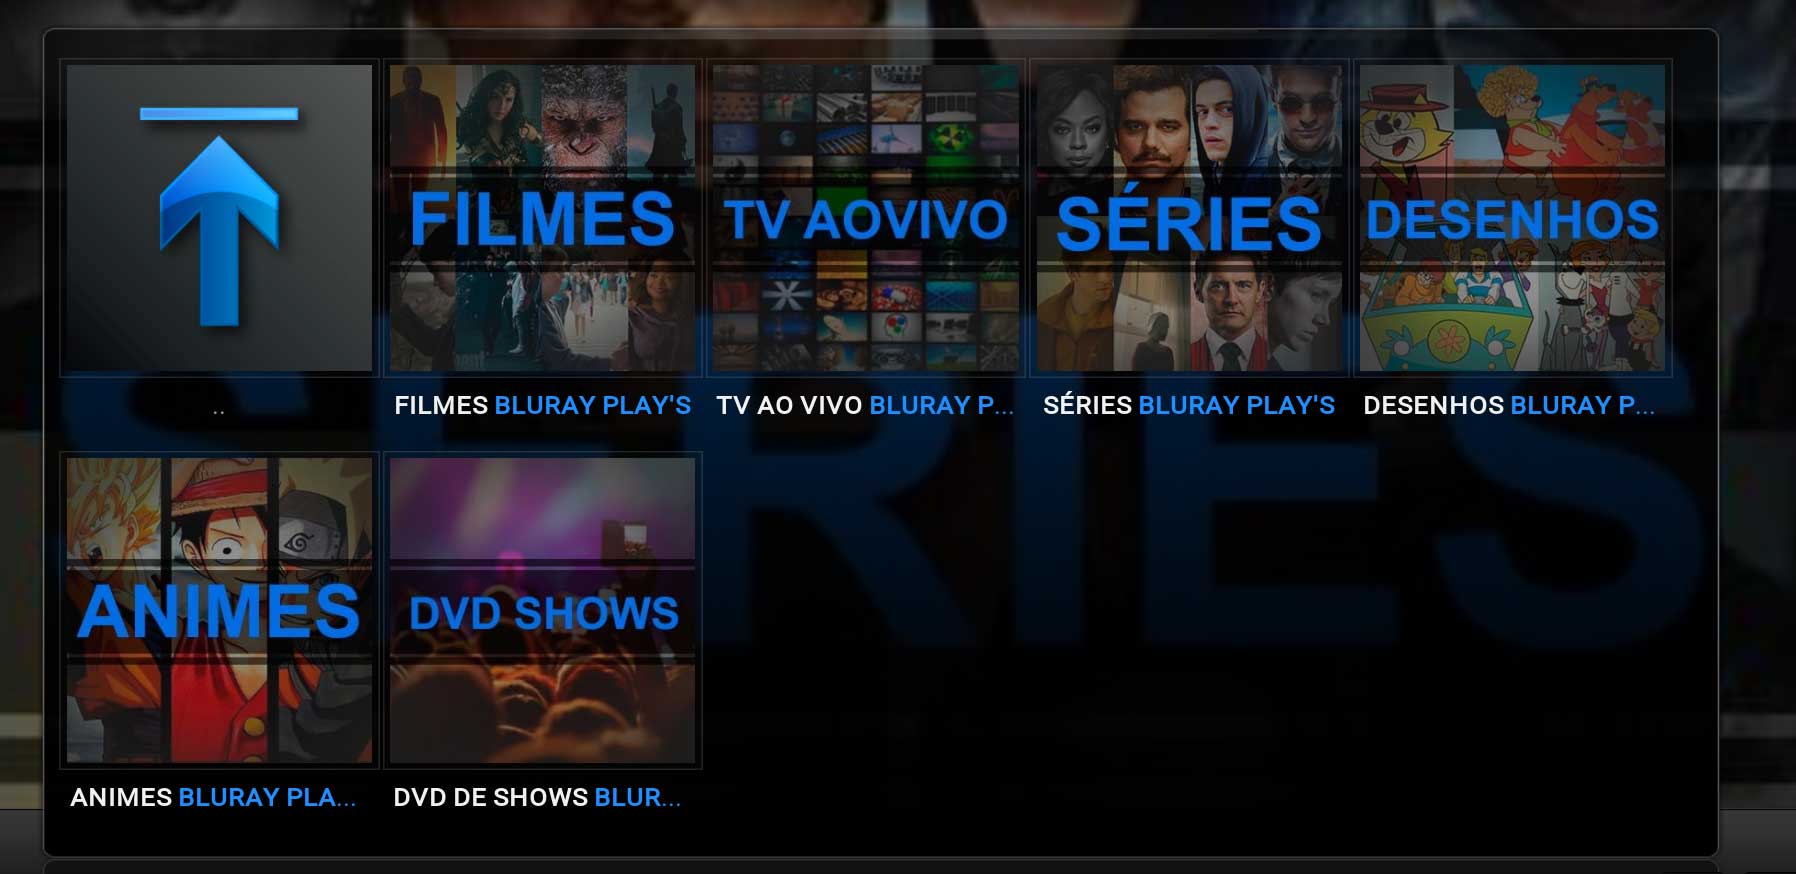 FILMES
TV AOVIVO
SÉRIES
DESENHOS
..
FILMES BLURAY PLAY'S
TV AO VIVO BLURAY P...
SÉRIES BLURAY PLAY'S
DESENHOS BLURAY P...
SÉRIES
ANIMES
DVD SHOWS
ANIMES BLURAY PLA...
DVD DE SHOWS BLUR...